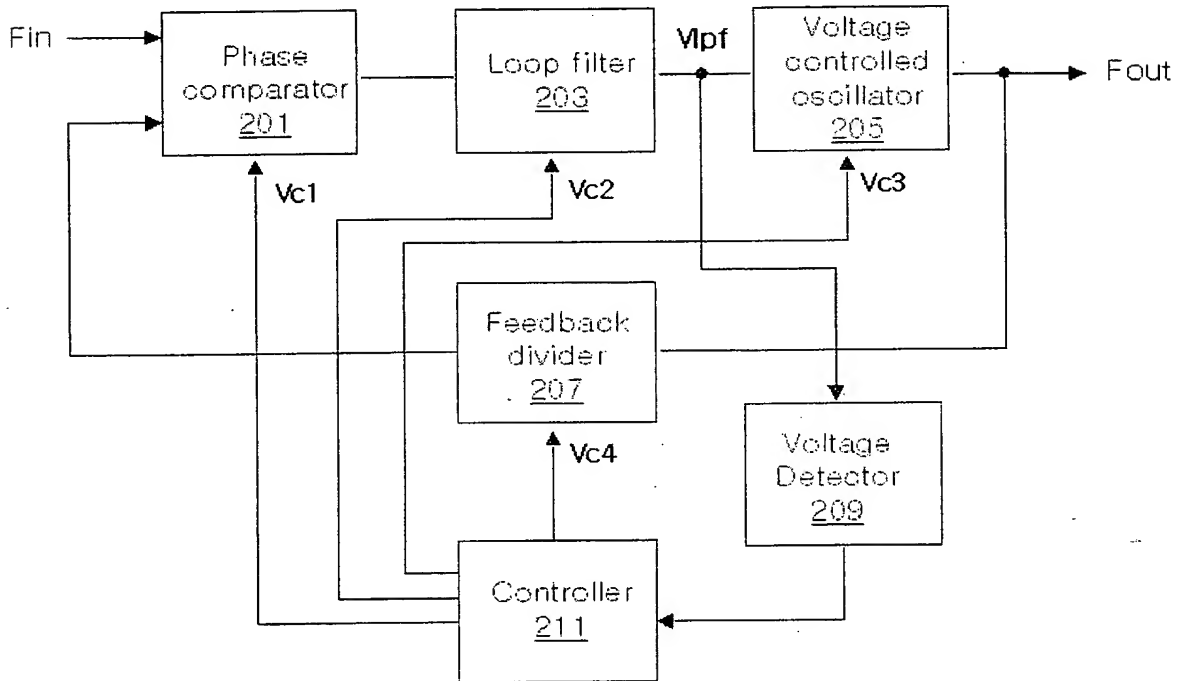 Fin
Phase
comparator
201
Loop filter
203
Vlpf
Voltage
controlled
oscillator
205
Fout
Vc1
Vc2
Vc3
Feedback
divider
207
Vc4
Voltage
Detector
209
Controller
211